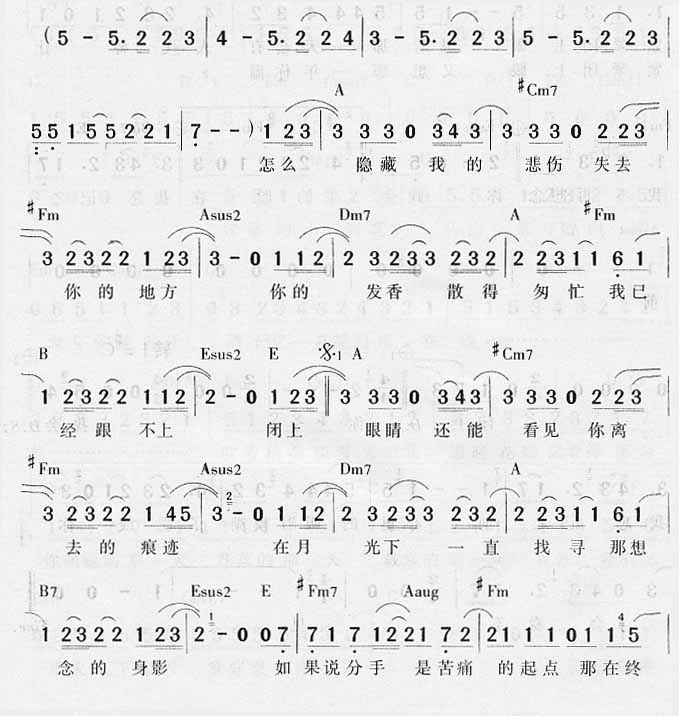 ( 5 - 5. 2 2 3 | 4 - 5. 2 2 4 | 3 - 5. 2 2 3 | 5 - 5. 2 2 3
A #Cm7
5 5 1 5 5 2 2 1 | 7 - - ) 1 2 3 | 3 3 3 0 3 4 3 | 3 3 3 0 2 2 3
怎么 隐藏 我的 悲伤 失去
#Fm Asus2 Dm7 A #Fm
3 2 3 2 2 1 2 3 | 3 - 0 1 1 2 | 2 3 2 3 3 2 3 2 | 2 2 3 1 1 1 6 1
你的地方 你的 发香 散得 匆忙 我已
B Esus2 E 𝄋1 A #Cm7
1 2 3 2 2 1 1 2 | 2 - 0 1 2 3 || 3 3 3 0 3 4 3 | 3 3 3 0 2 2 3
经跟不上 闭上 眼睛 还能 看见 你离
#Fm Asus2 Dm7 A
3 2 3 2 2 1 4 5 | 3 - 0 1 1 2 | 2 3 2 3 3 2 3 2 | 2 2 3 1 1 1 6 1
去的痕迹 在月 光下 一直 找寻 那想
B7 Esus2 E #Fm7 Aaug #Fm
1 2 3 2 2 1 2 3 | 2 - 0 0 7 | 7 1 7 1 2 2 1 7 2 | 2 1 1 1 0 1 1 5
念的身影 如果说分手 是苦痛 的起点 那在终